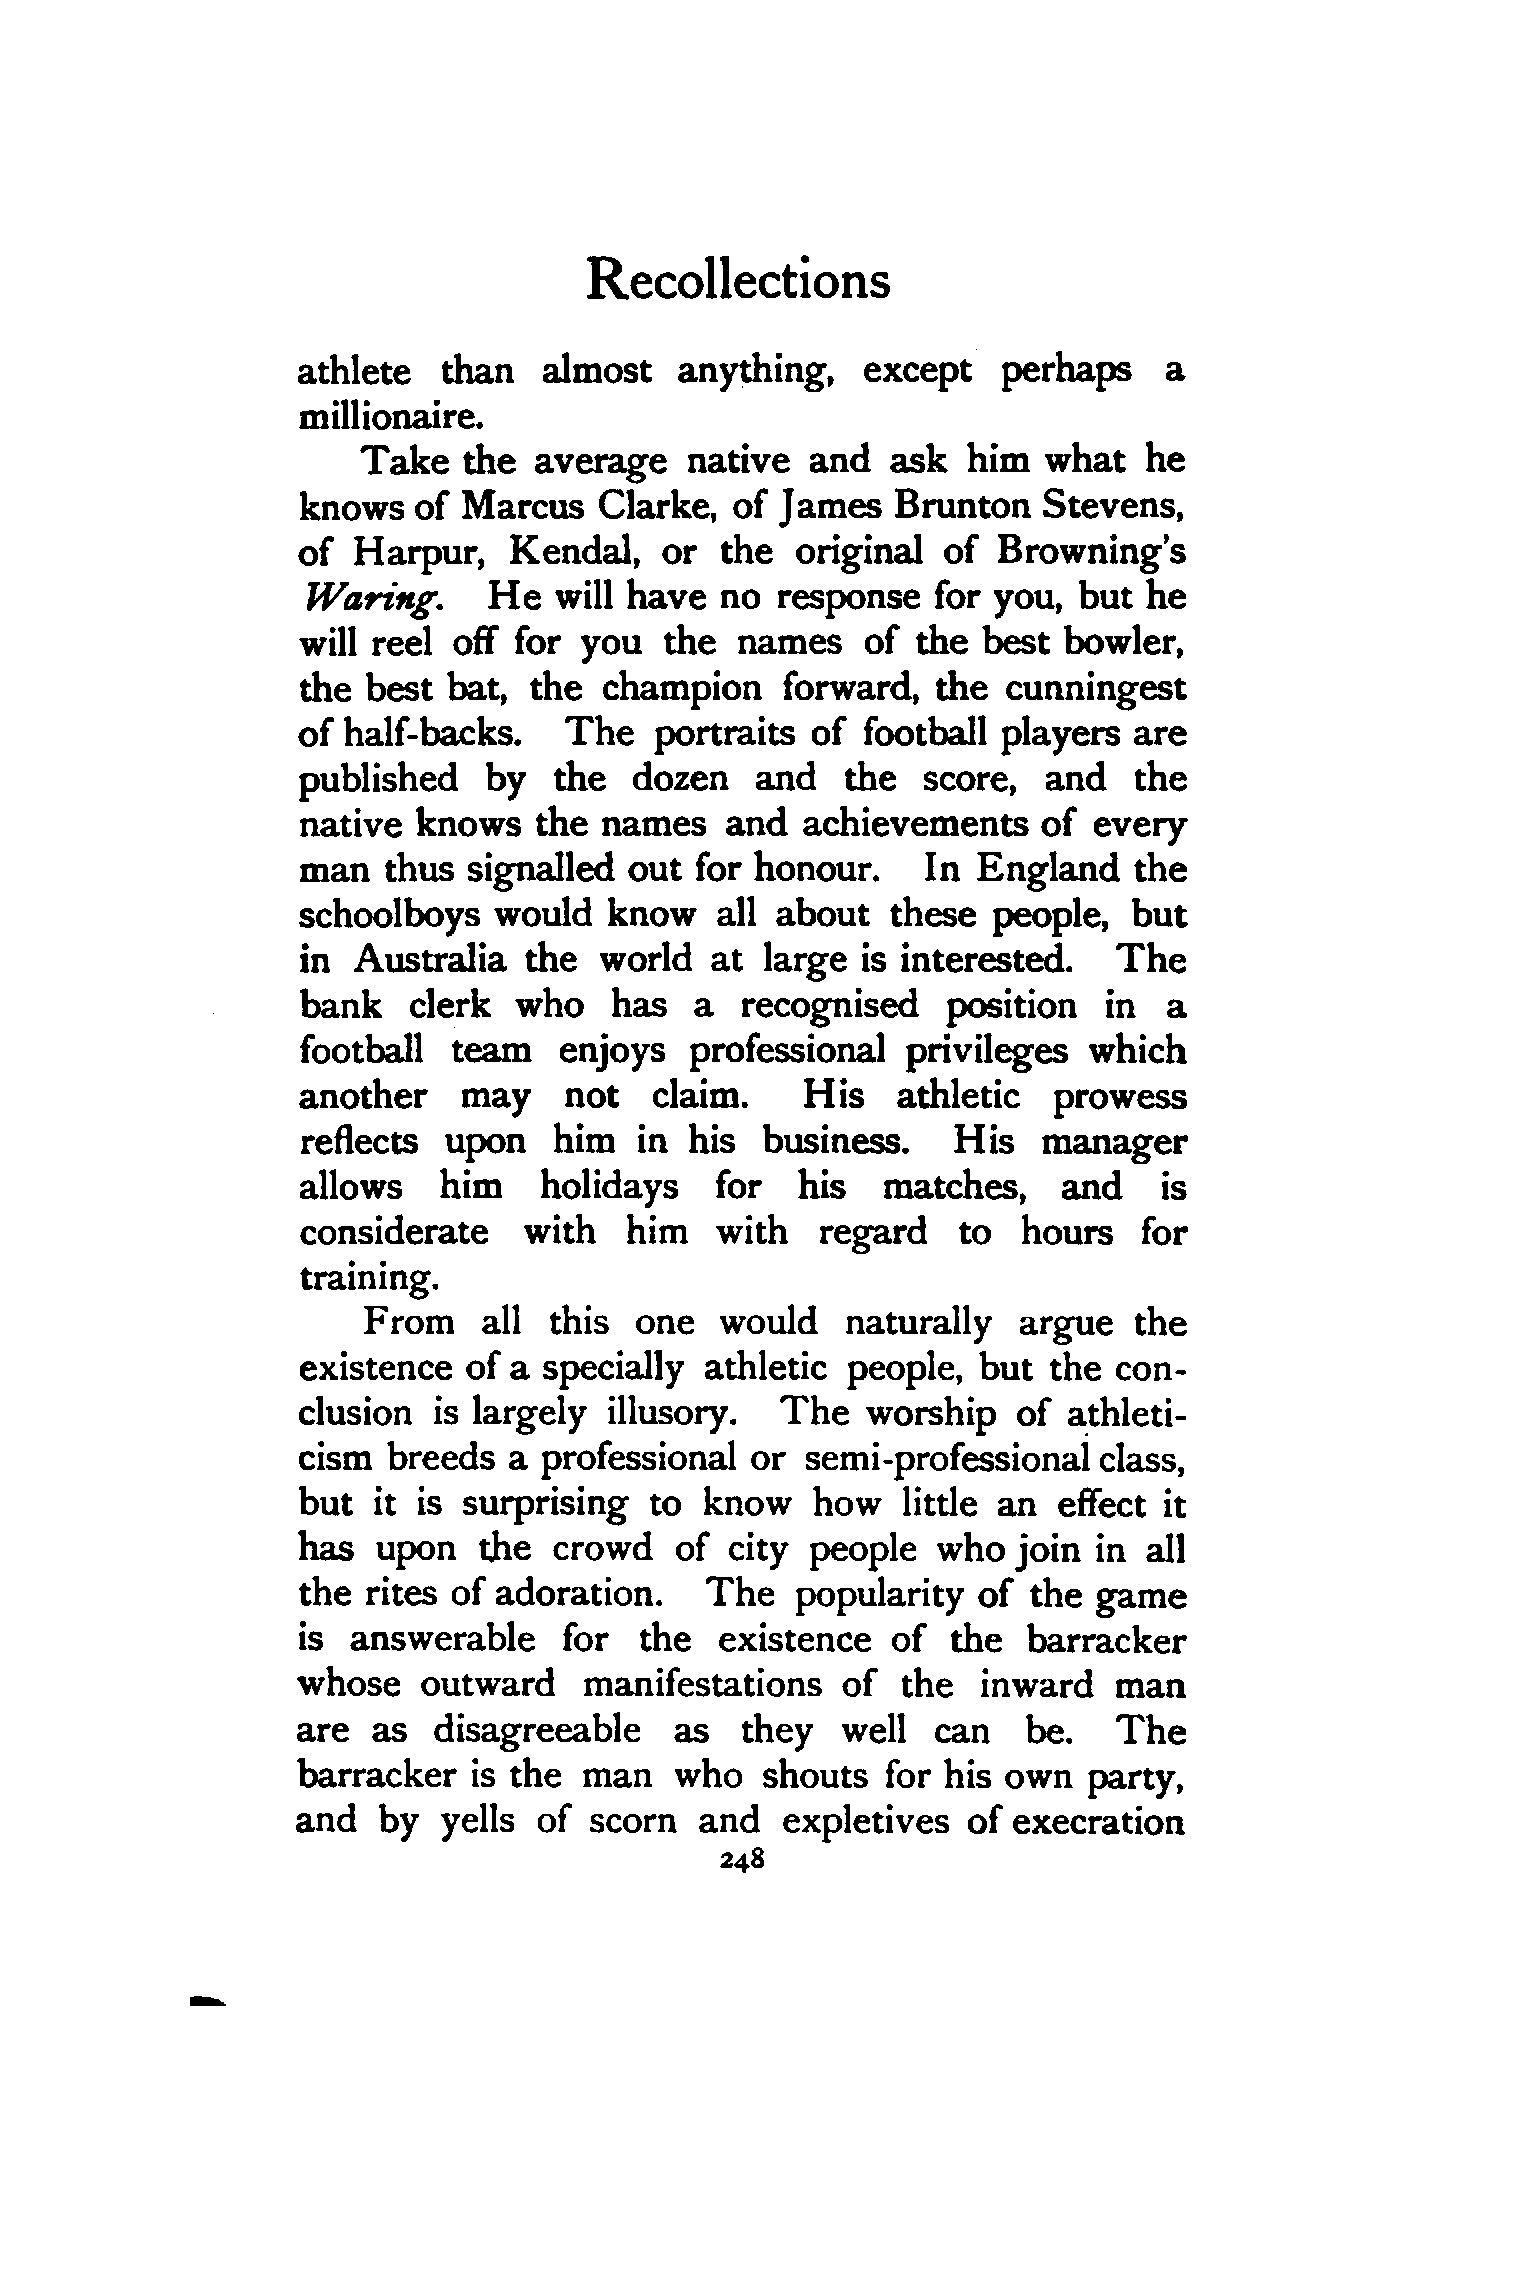 Recollections
athlete than almost anything, except perhaps a
millionaire.
Take the average native and ask him what he
knows of Marcus Clarke, of James Brunton Stevens,
of Harpur, Kendal, or the original of Browning's
Waring. He will have no response for you, but he
will reel off for you the names of the best bowler,
the best bat, the champion forward, the cunningest
of half-backs. The portraits of football players are
published by the dozen and the score, and the
native knows the names and achievements of every
man thus signalled out for honour. In England the
schoolboys would know all about these people, but
in Australia the world at large is interested. The
bank clerk who has a recognised position in a
football team enjoys professional privileges which
another may not claim. His athletic prowess
reflects upon him in his business. His manager
allows him holidays for his matches, and is
considerate with him with regard to hours for
training.
From all this one would naturally argue the
existence of a specially athletic people, but the con-
clusion is largely illusory. The worship of athleti-
cism breeds a professional or semi-professional class,
but it is surprising to know how little an effect it
has upon the crowd of city people who join in all
the rites of adoration. The popularity of the game
is answerable for the existence of the barracker
whose outward manifestations of the inward man
are as disagreeable as they well can be. The
barracker is the man who shouts for his own party,
and by yells of scorn and expletives of execration
248